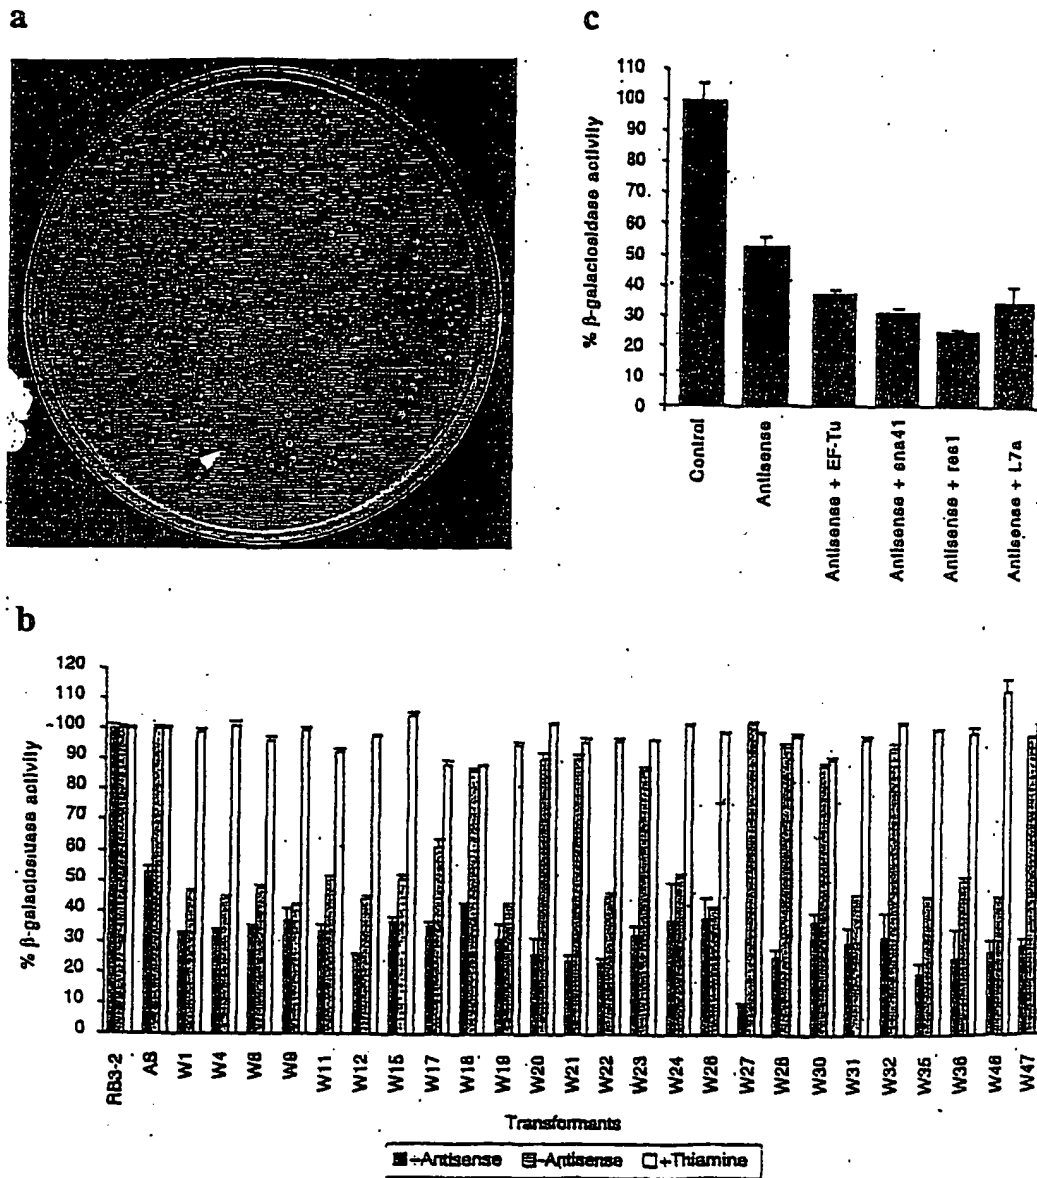 a
c
110
100
90
80
70
60
50
40
30
20
10
0
% β-galactosidase activity
Control
Antisense
Antisense + EF-Tu
Antisense + sna41
Antisense + res1
Antisense + L7a
b
120
110
100
90
80
70
60
50
40
30
20
10
0
% β-galactosidase activity
RB3-2
AS
W1
W4
W8
W9
W11
W12
W15
W17
W18
W19
W20
W21
W22
W23
W24
W26
W27
W28
W30
W31
W32
W35
W36
W46
W47
Transformants
+Antisense -Antisense +Thiamine